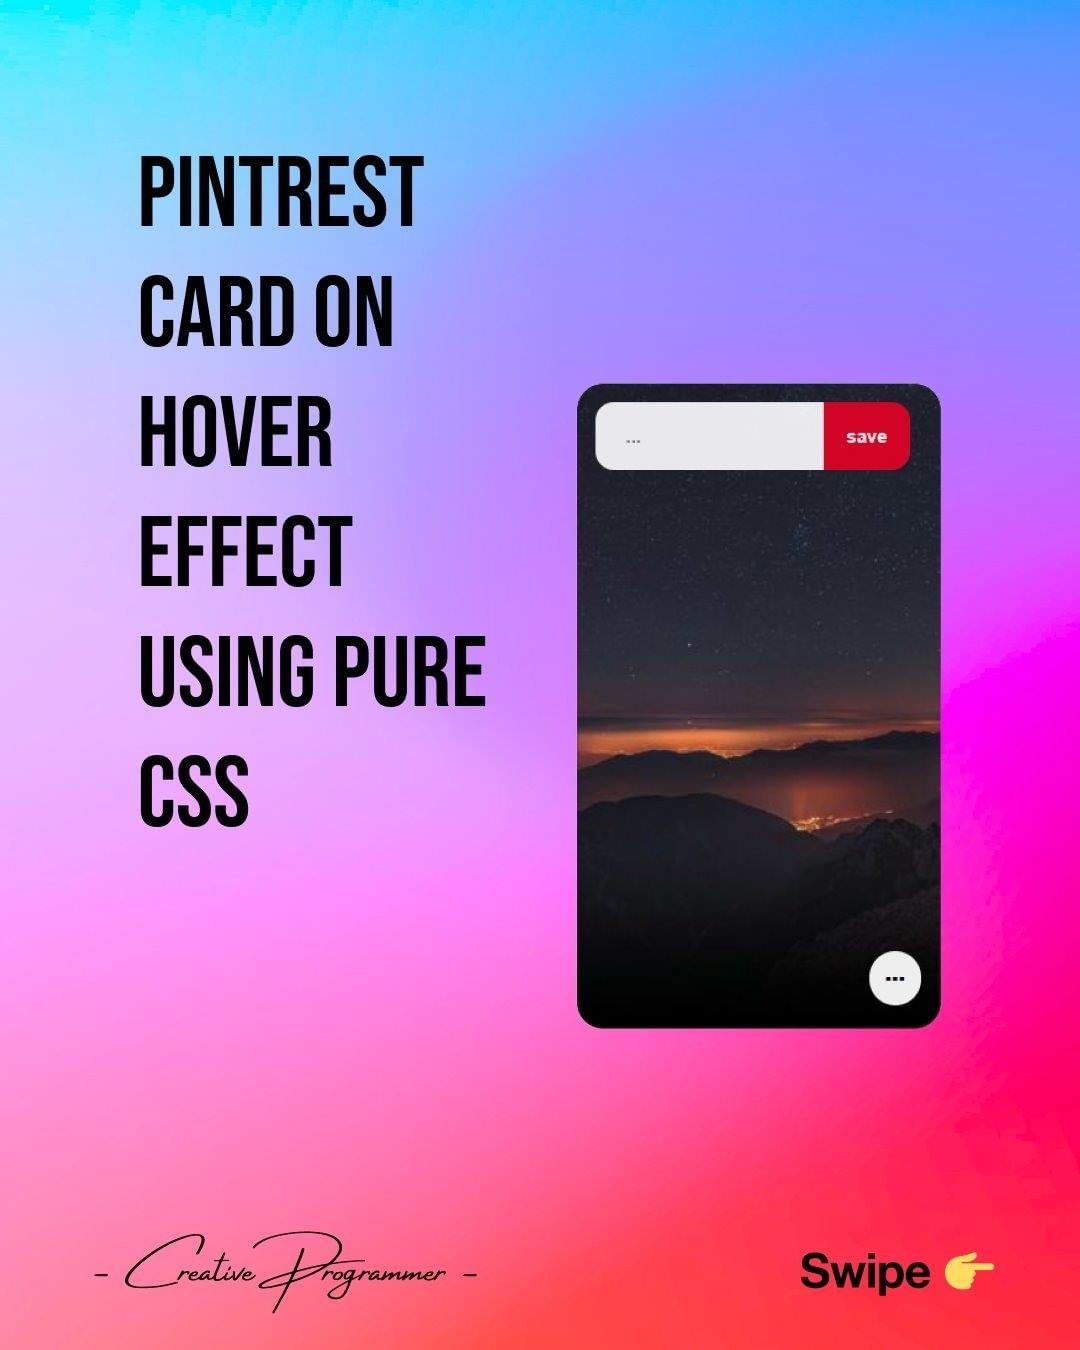 PINTREST
CARD ON
HOVER
EFFECT
USING PURE
CSS
... save
...
- Creative Programmer -
Swipe 👉